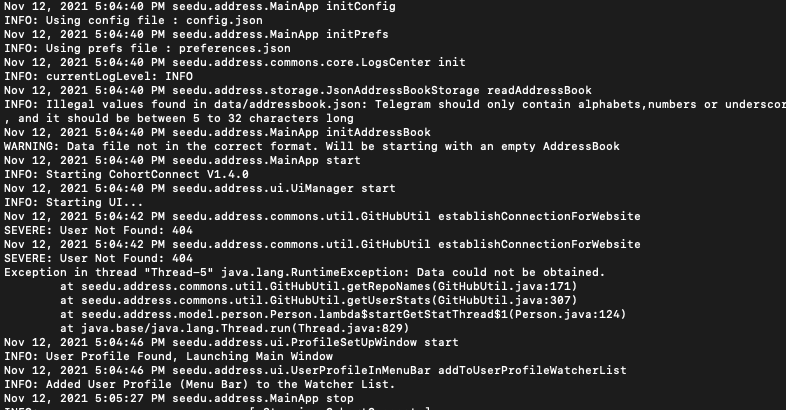 Nov 12, 2021 5:04:40 PM seedu.address.MainApp initConfig
INFO: Using config file : config.json
Nov 12, 2021 5:04:40 PM seedu.address.MainApp initPrefs
INFO: Using prefs file : preferences.json
Nov 12, 2021 5:04:40 PM seedu.address.commons.core.LogsCenter init
INFO: currentLogLevel: INFO
Nov 12, 2021 5:04:40 PM seedu.address.storage.JsonAddressBookStorage readAddressBook
INFO: Illegal values found in data/addressbook.json: Telegram should only contain alphabets,numbers or underscor
, and it should be between 5 to 32 characters long
Nov 12, 2021 5:04:40 PM seedu.address.MainApp initAddressBook
WARNING: Data file not in the correct format. Will be starting with an empty AddressBook
Nov 12, 2021 5:04:40 PM seedu.address.MainApp start
INFO: Starting CohortConnect V1.4.0
Nov 12, 2021 5:04:40 PM seedu.address.ui.UiManager start
INFO: Starting UI...
Nov 12, 2021 5:04:42 PM seedu.address.commons.util.GitHubUtil establishConnectionForWebsite
SEVERE: User Not Found: 404
Nov 12, 2021 5:04:42 PM seedu.address.commons.util.GitHubUtil establishConnectionForWebsite
SEVERE: User Not Found: 404
Exception in thread "Thread-5" java.lang.RuntimeException: Data could not be obtained.
at seedu.address.commons.util.GitHubUtil.getRepoNames(GitHubUtil.java:171)
at seedu.address.commons.util.GitHubUtil.getUserStats(GitHubUtil.java:307)
at seedu.address.model.person.Person.lambda$startGetStatThread$1(Person.java:124)
at java.base/java.lang.Thread.run(Thread.java:829)
Nov 12, 2021 5:04:46 PM seedu.address.ui.ProfileSetUpWindow start
INFO: User Profile Found, Launching Main Window
Nov 12, 2021 5:04:46 PM seedu.address.ui.UserProfileInMenuBar addToUserProfileWatcherList
INFO: Added User Profile (Menu Bar) to the Watcher List.
Nov 12, 2021 5:05:27 PM seedu.address.MainApp stop